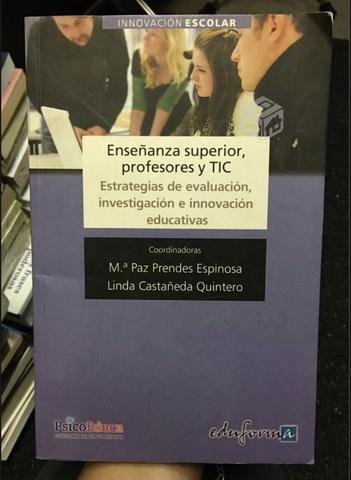 INNOVACIÓN ESCOLAR
Enseñanza superior,
profesores y TIC
Estrategias de evaluación,
investigación e innovación
educativas
Coordinadoras
M.ª Paz Prendes Espinosa
Linda Castañeda Quintero
PsicoEduca
eduforma